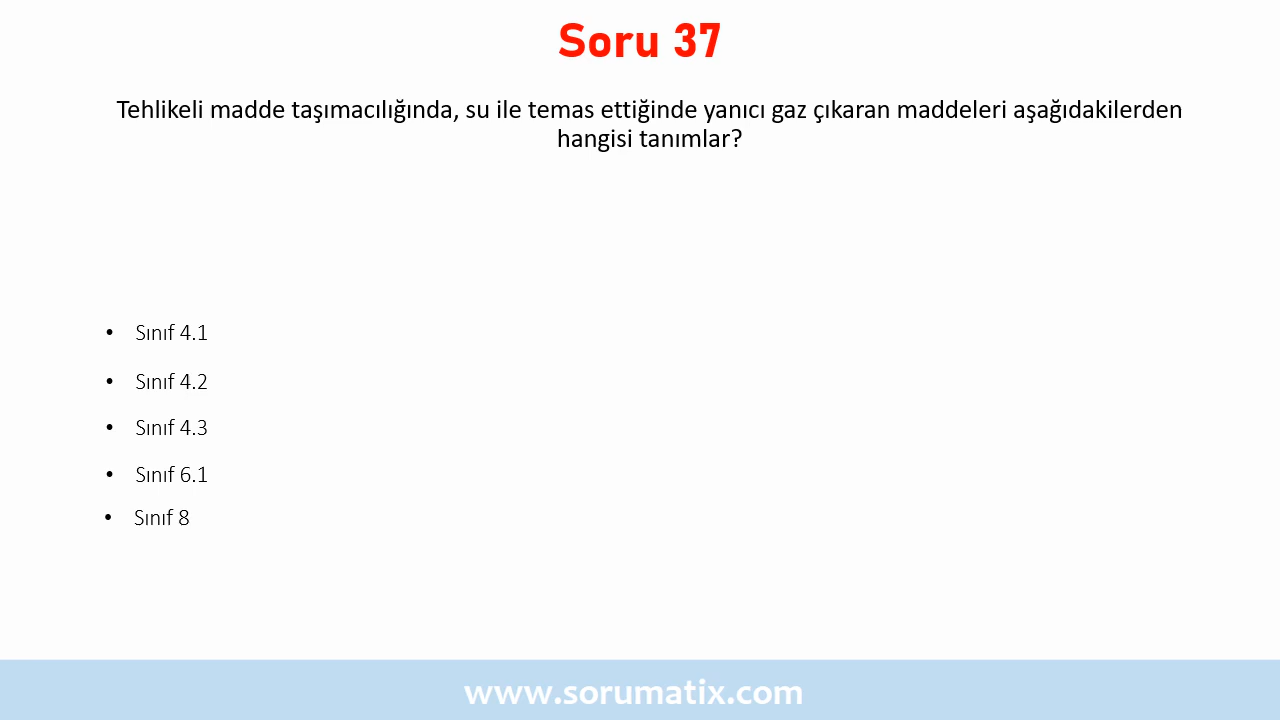 Soru 37
Tehlikeli madde taşımacılığında, su ile temas ettiğinde yanıcı gaz çıkaran maddeleri aşağıdakilerden
hangisi tanımlar?
• Sınıf 4.1
• Sınıf 4.2
• Sınıf 4.3
• Sınıf 6.1
• Sınıf 8
www.sorumatix.com